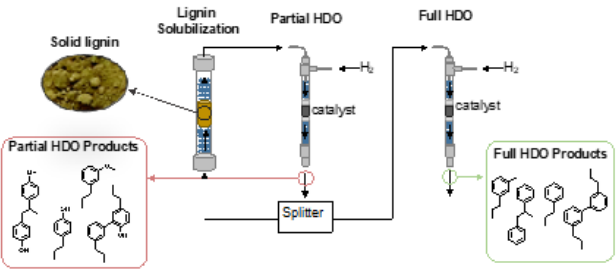 Lignin
Solubilization
Partial HDO
Full HDO
Solid lignin
H₂
H₂
catalyst
catalyst
Partial HDO Products
Full HDO Products
Splitter
OH